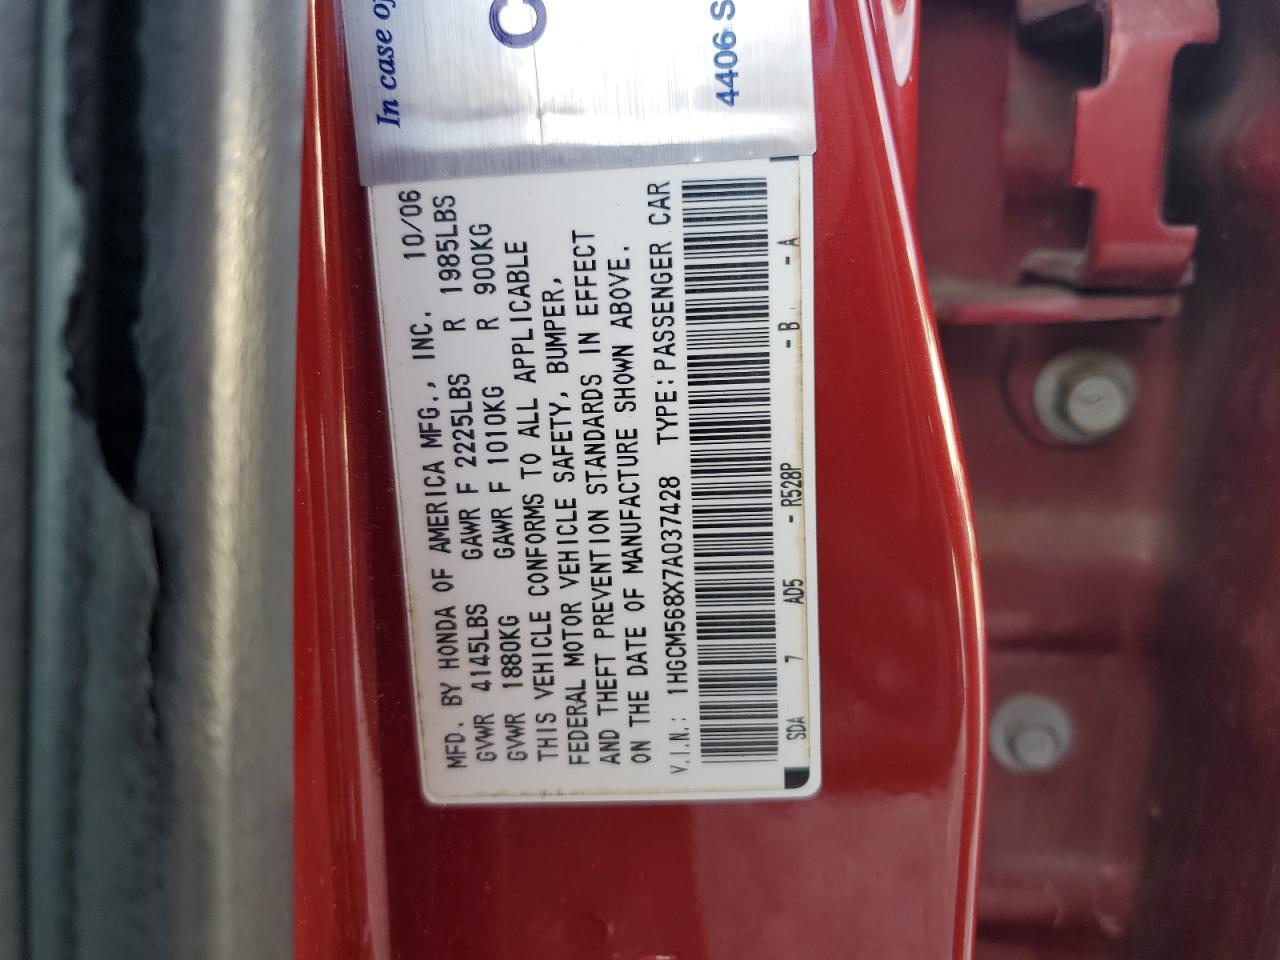 MFD. BY HONDA OF AMERICA MFG., INC. 10/06
GVWR 4145LBS GAWR F 2225LBS R 1985LBS
GVWR 1880KG GAWR F 1010KG R 900KG
THIS VEHICLE CONFORMS TO ALL APPLICABLE
FEDERAL MOTOR VEHICLE SAFETY, BUMPER,
AND THEFT PREVENTION STANDARDS IN EFFECT
ON THE DATE OF MANUFACTURE SHOWN ABOVE.
V.I.N.: 1HGCM568X7A037428 TYPE:PASSENGER CAR
SDA 7 AD5 - R528P - B - A
In case of
C
4406 S